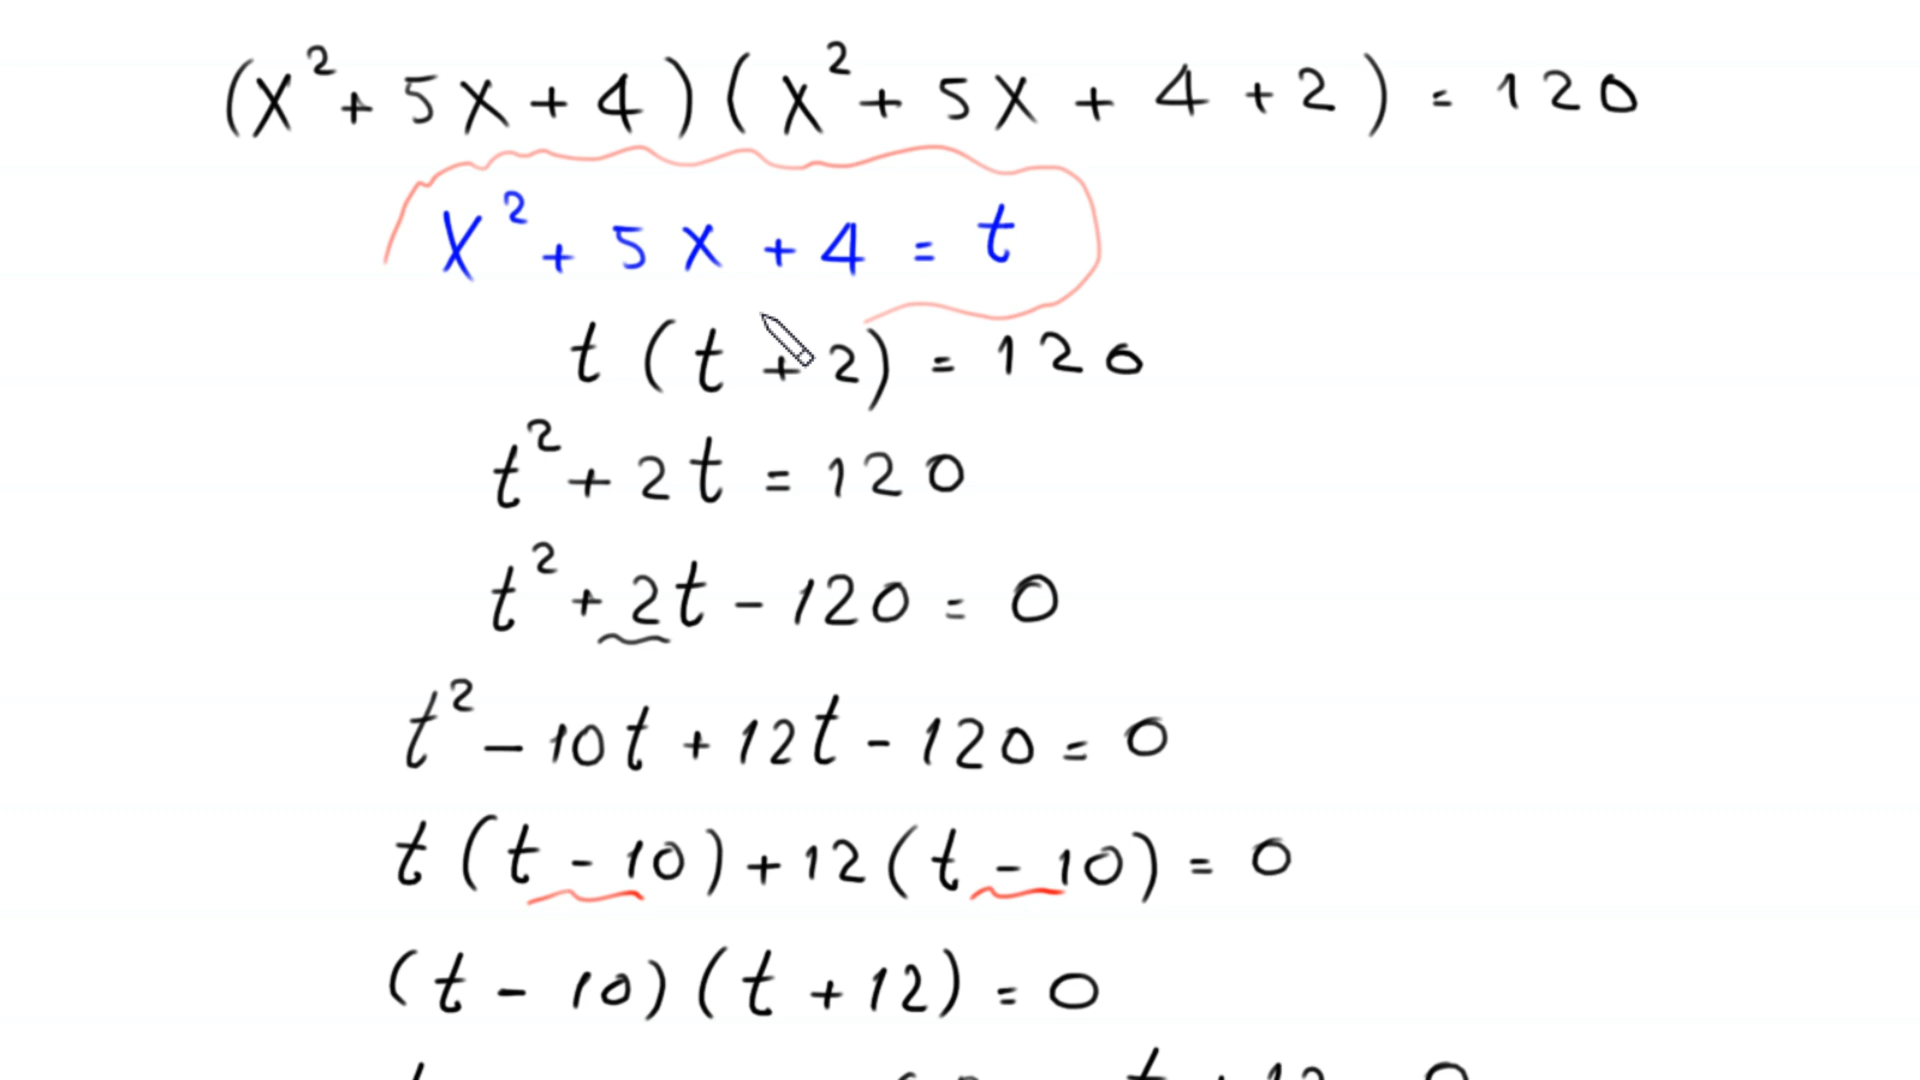 (x²+5x+4)(x²+5x+4+2)=120
x²+5x+4=t
t(t+2)=120
t²+2t=120
t²+2t-120=0
t²-10t+12t-120=0
t(t-10)+12(t-10)=0
(t-10)(t+12)=0